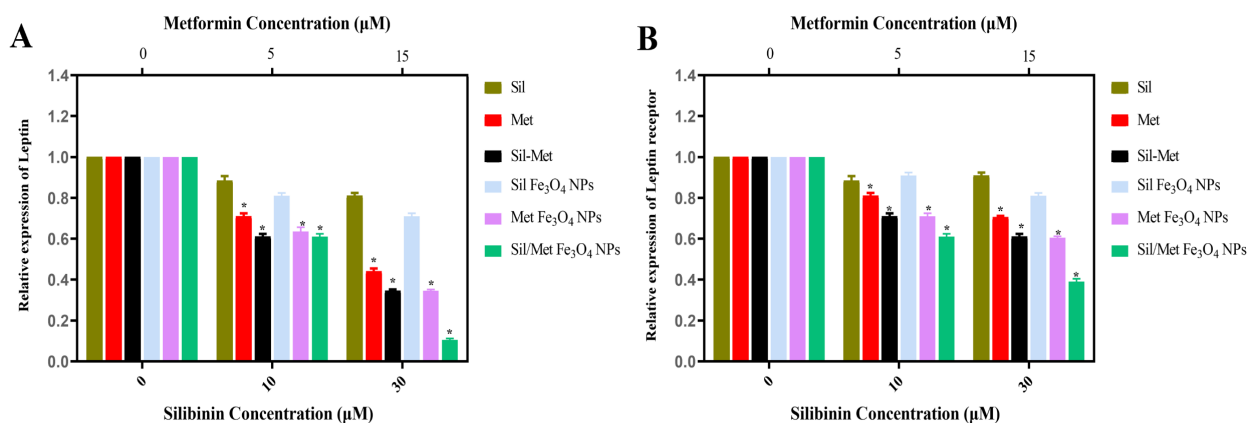 A
Metformin Concentration (μM)
0 5 15
Relative expression of Leptin
1.4
1.2
1.0
0.8
0.6
0.4
0.2
0.0
* * * * * * * *
*
0 10 30
Silibinin Concentration (μM)
Sil
Met
Sil-Met
Sil Fe₃O₄ NPs
Met Fe₃O₄ NPs
Sil/Met Fe₃O₄ NPs
B
Metformin Concentration (μM)
0 5 15
Relative expression of Leptin receptor
1.4
1.2
1.0
0.8
0.6
0.4
0.2
0.0
* * * * * * * *
0 10 30
Silibinin Concentration (μM)
Sil
Met
Sil-Met
Sil Fe₃O₄ NPs
Met Fe₃O₄ NPs
Sil/Met Fe₃O₄ NPs